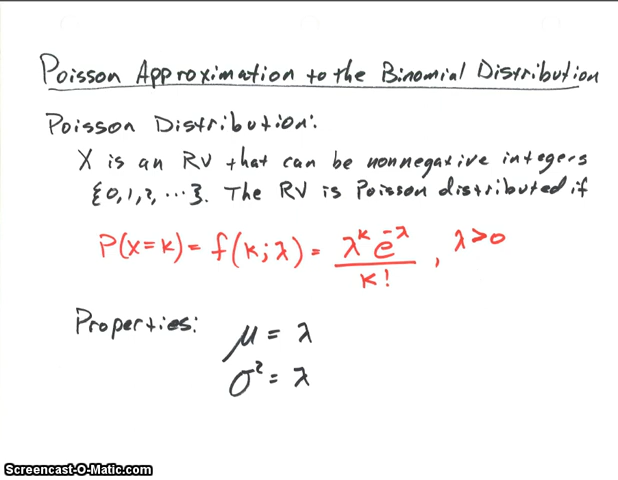 Poisson Approximation to the Binomial Distribution
Poisson Distribution:
X is an RV that can be nonnegative integers
{0,1,2, ...}. The RV is Poisson distributed if
P(X=k) = f(k;λ) = λ^k e^-λ / k! , λ>0
Properties: μ = λ
σ² = λ
Screencast-O-Matic.com